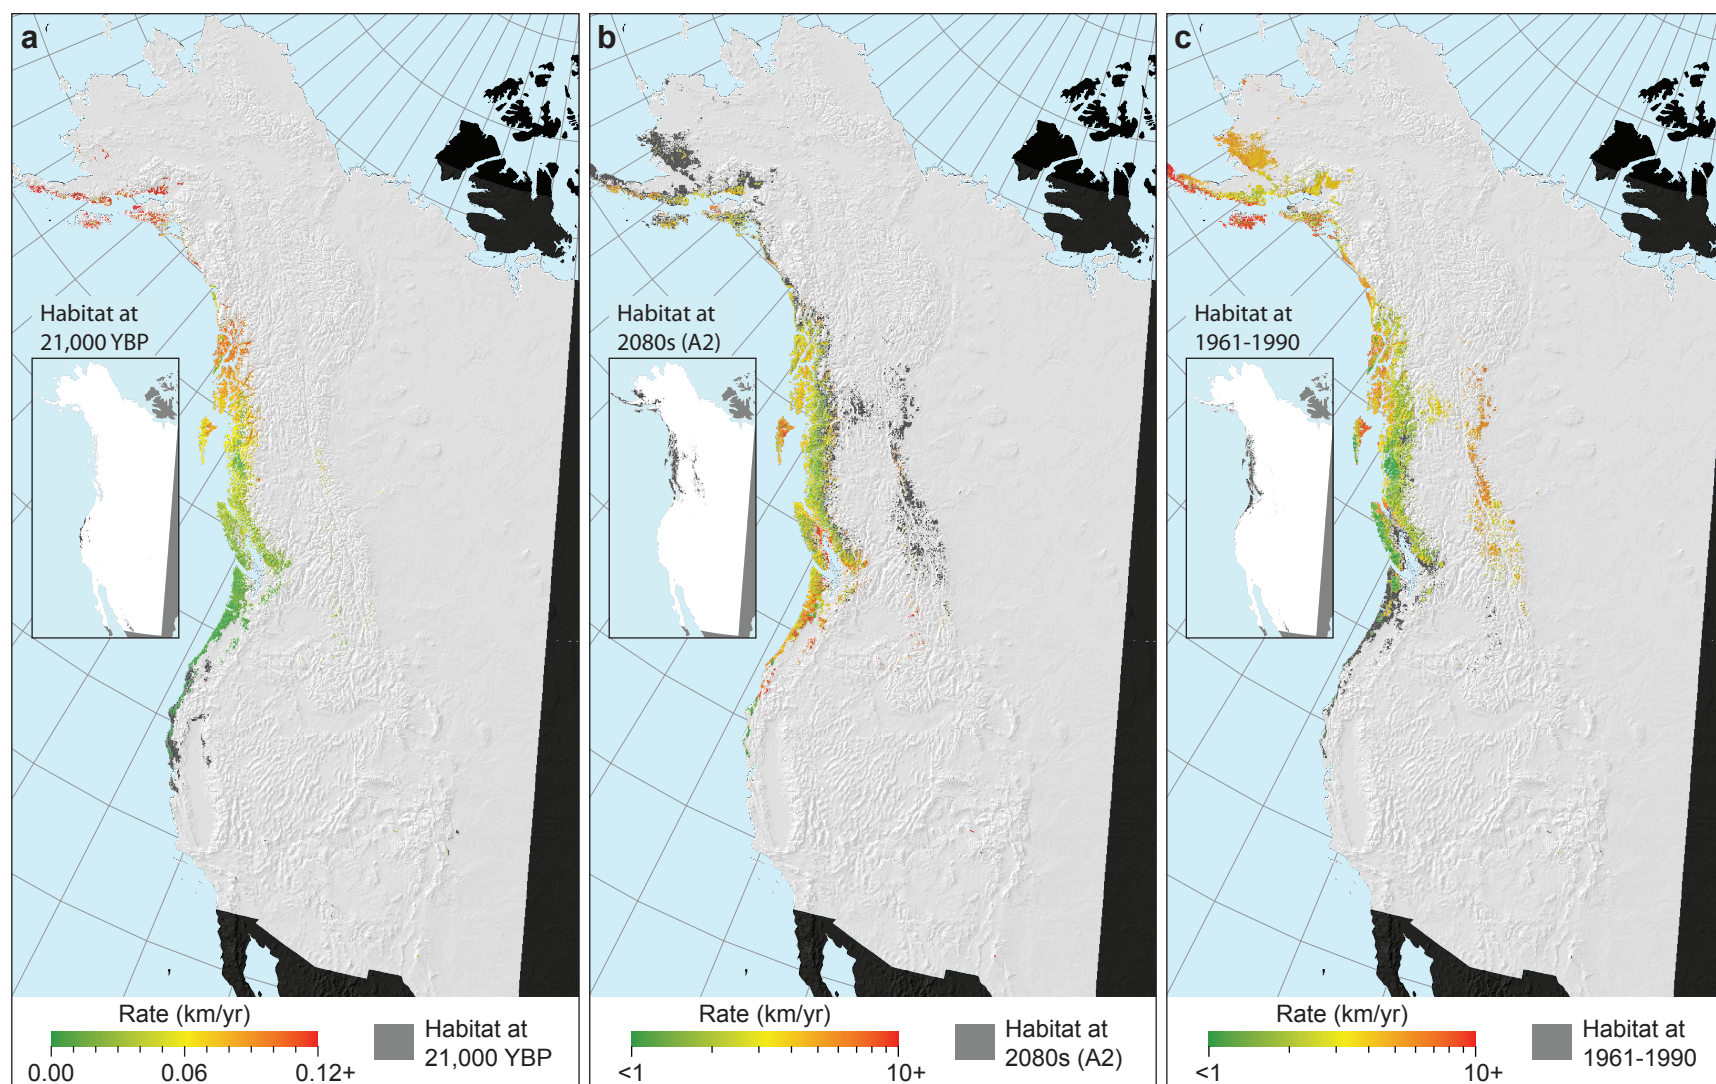 a
Habitat at
21,000 YBP
Rate (km/yr)
0.00 0.06 0.12+
Habitat at
21,000 YBP
b
Habitat at
2080s (A2)
Rate (km/yr)
<1 10+
Habitat at
2080s (A2)
c
Habitat at
1961-1990
Rate (km/yr)
<1 10+
Habitat at
1961-1990